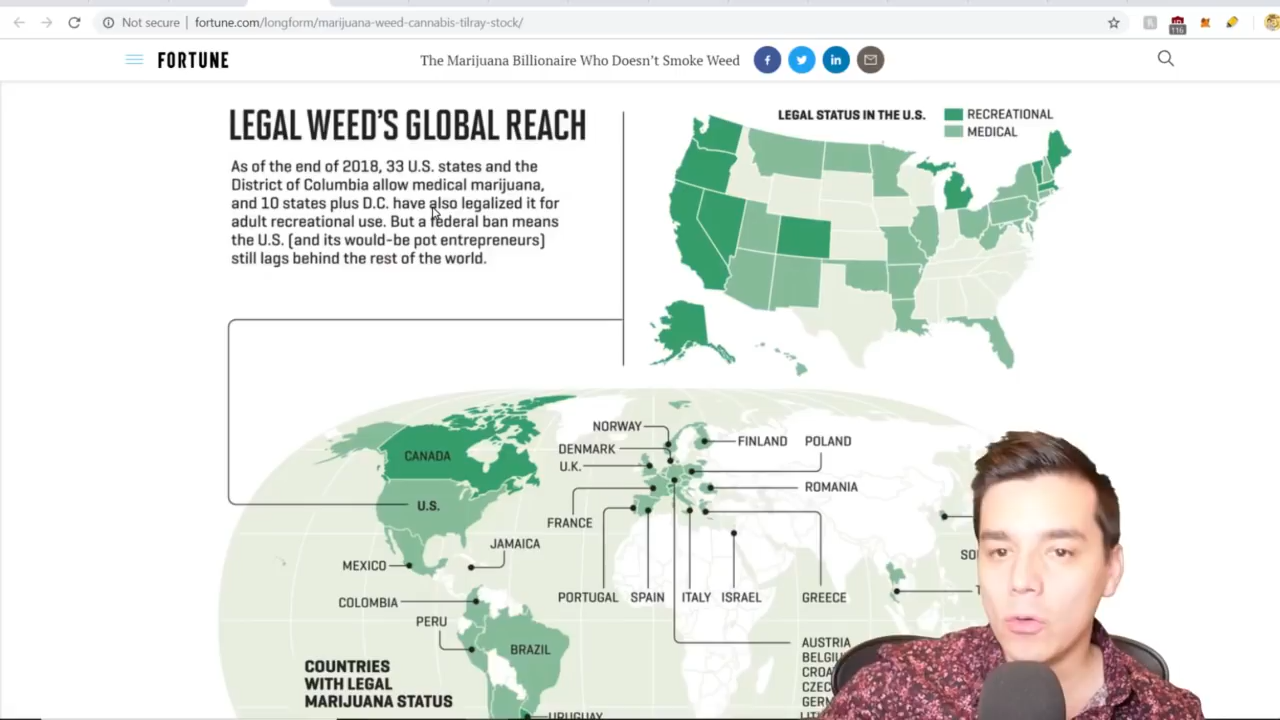 Not secure
fortune.com/longform/marijuana-weed-cannabis-tilray-stock/
116
FORTUNE
The Marijuana Billionaire Who Doesn't Smoke Weed
LEGAL WEED'S GLOBAL REACH
As of the end of 2018, 33 U.S. states and the
District of Columbia allow medical marijuana,
and 10 states plus D.C. have also legalized it for
adult recreational use. But a federal ban means
the U.S. (and its would-be pot entrepreneurs)
still lags behind the rest of the world.
LEGAL STATUS IN THE U.S.
RECREATIONAL
MEDICAL
NORWAY
DENMARK
U.K.
FINLAND
POLAND
CANADA
ROMANIA
U.S.
FRANCE
JAMAICA
MEXICO
COLOMBIA
PORTUGAL
SPAIN
ITALY
ISRAEL
GREECE
PERU
BRAZIL
AUSTRIA
COUNTRIES
WITH LEGAL
MARIJUANA STATUS
URUGUAY